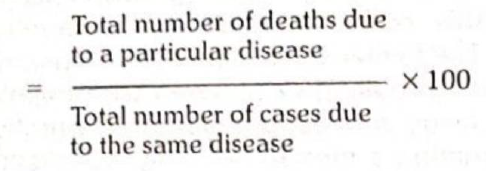 Total number of deaths due
to a particular disease
= × 100
Total number of cases due
to the same disease